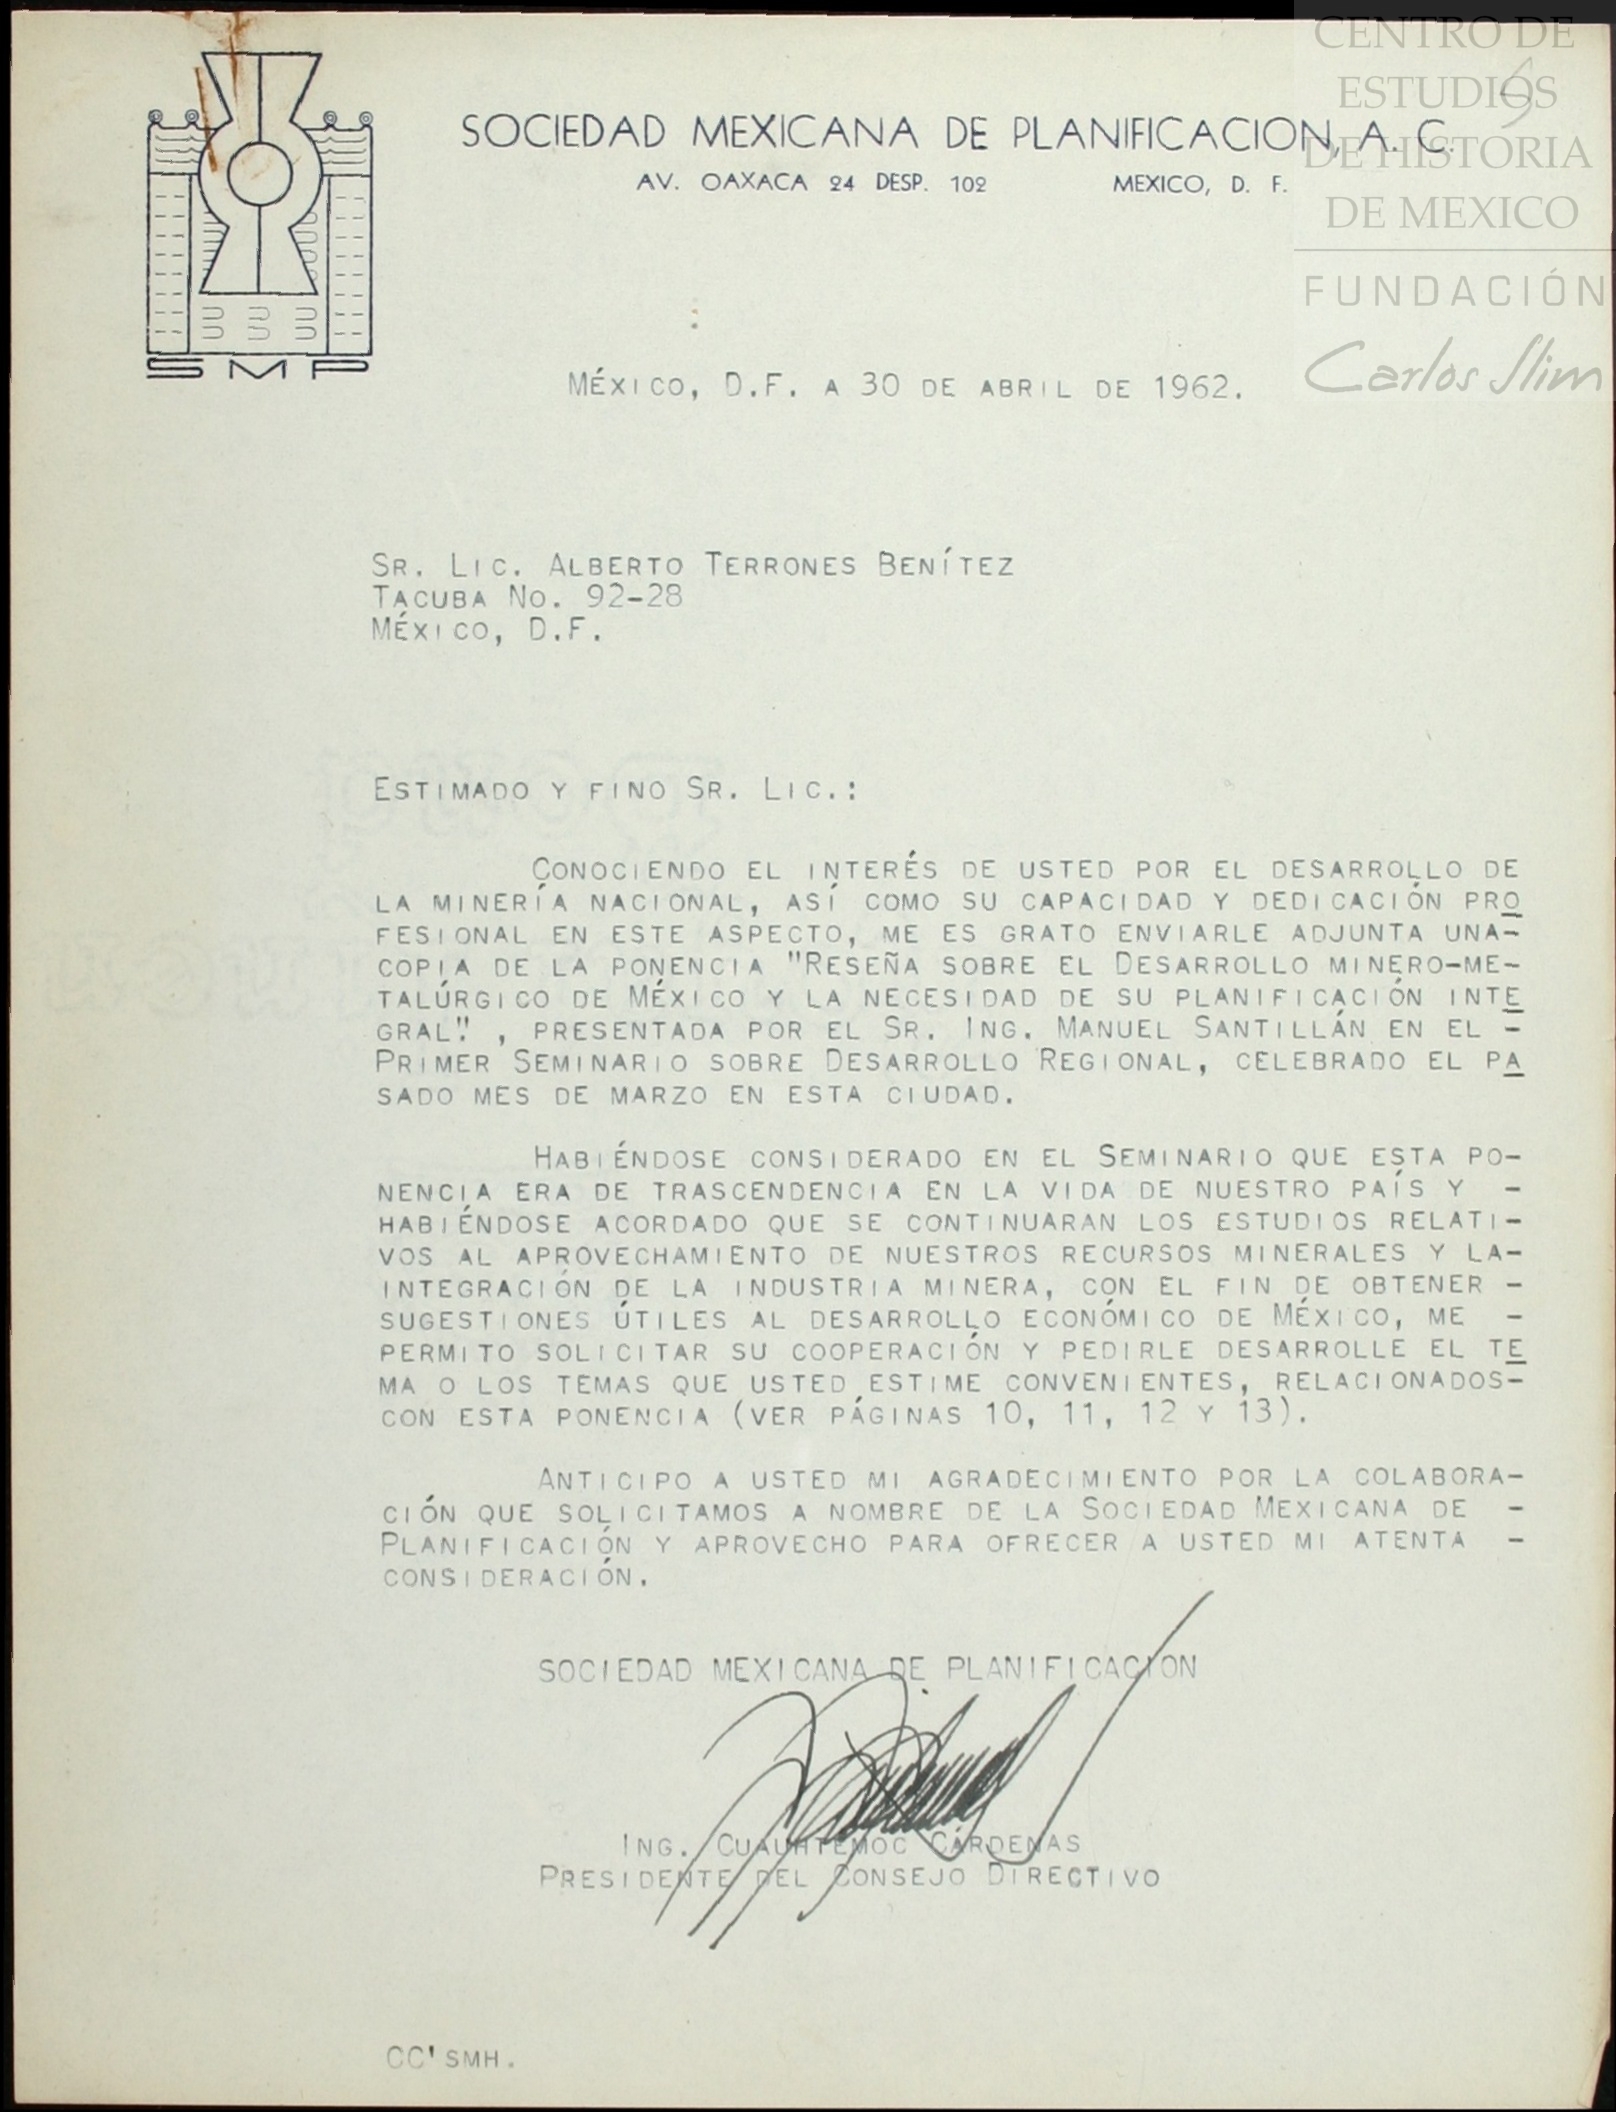 CENTRO DE
ESTUDIOS
DE HISTORIA
DE MEXICO
FUNDACIÓN
Carlos Slim
SOCIEDAD MEXICANA DE PLANIFICACION, A. C.
AV. OAXACA 24 DESP. 102 MEXICO, D. F.
SMP
MÉXICO, D.F. A 30 DE ABRIL DE 1962.
SR. LIC. ALBERTO TERRONES BENÍTEZ
TACUBA NO. 92-28
MÉXICO, D.F.
ESTIMADO Y FINO SR. LIC.:
CONOCIENDO EL INTERÉS DE USTED POR EL DESARROLLO DE
LA MINERÍA NACIONAL, ASÍ COMO SU CAPACIDAD Y DEDICACIÓN PRO
FESIONAL EN ESTE ASPECTO, ME ES GRATO ENVIARLE ADJUNTA UNA-
COPIA DE LA PONENCIA "RESEÑA SOBRE EL DESARROLLO MINERO-ME-
TALÚRGICO DE MÉXICO Y LA NECESIDAD DE SU PLANIFICACIÓN INTE
GRAL". , PRESENTADA POR EL SR. ING. MANUEL SANTILLÁN EN EL -
PRIMER SEMINARIO SOBRE DESARROLLO REGIONAL, CELEBRADO EL PA
SADO MES DE MARZO EN ESTA CIUDAD.
HABIÉNDOSE CONSIDERADO EN EL SEMINARIO QUE ESTA PO-
NENCIA ERA DE TRASCENDENCIA EN LA VIDA DE NUESTRO PAÍS Y -
HABIÉNDOSE ACORDADO QUE SE CONTINUARAN LOS ESTUDIOS RELATI-
VOS AL APROVECHAMIENTO DE NUESTROS RECURSOS MINERALES Y LA-
INTEGRACIÓN DE LA INDUSTRIA MINERA, CON EL FIN DE OBTENER -
SUGESTIONES ÚTILES AL DESARROLLO ECONÓMICO DE MÉXICO, ME -
PERMITO SOLICITAR SU COOPERACIÓN Y PEDIRLE DESARROLLE EL TE
MA O LOS TEMAS QUE USTED ESTIME CONVENIENTES, RELACIONADOS-
CON ESTA PONENCIA (VER PÁGINAS 10, 11, 12 Y 13).
ANTICIPO A USTED MI AGRADECIMIENTO POR LA COLABORA-
CIÓN QUE SOLICITAMOS A NOMBRE DE LA SOCIEDAD MEXICANA DE -
PLANIFICACIÓN Y APROVECHO PARA OFRECER A USTED MI ATENTA -
CONSIDERACIÓN.
SOCIEDAD MEXICANA DE PLANIFICACION
ING. CUAUHTEMOC CARDENAS
PRESIDENTE DEL CONSEJO DIRECTIVO
CC'SMH.